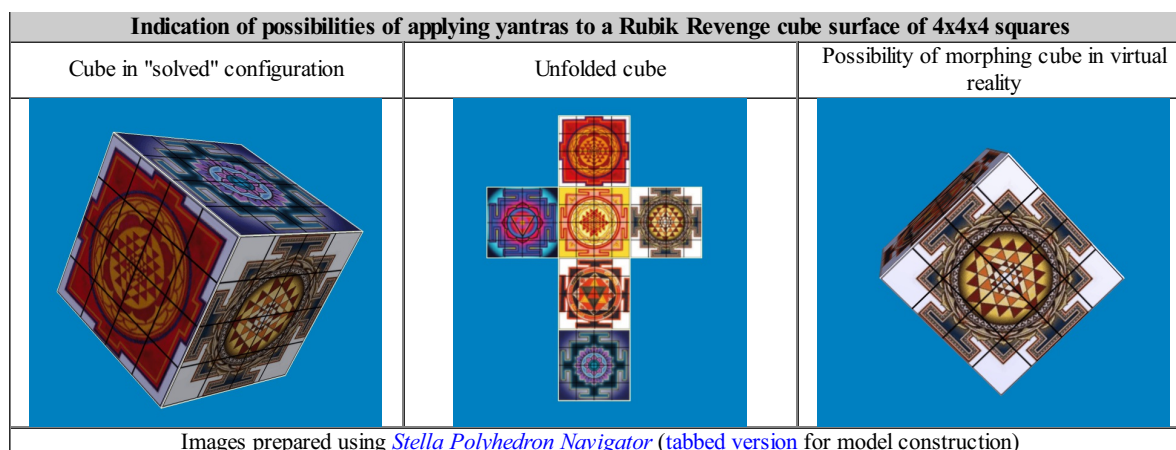 Indication of possibilities of applying yantras to a Rubik Revenge cube surface of 4x4x4 squares
Cube in "solved" configuration
Unfolded cube
Possibility of morphing cube in virtual
reality
Images prepared using Stella Polyhedron Navigator (tabbed version for model construction)